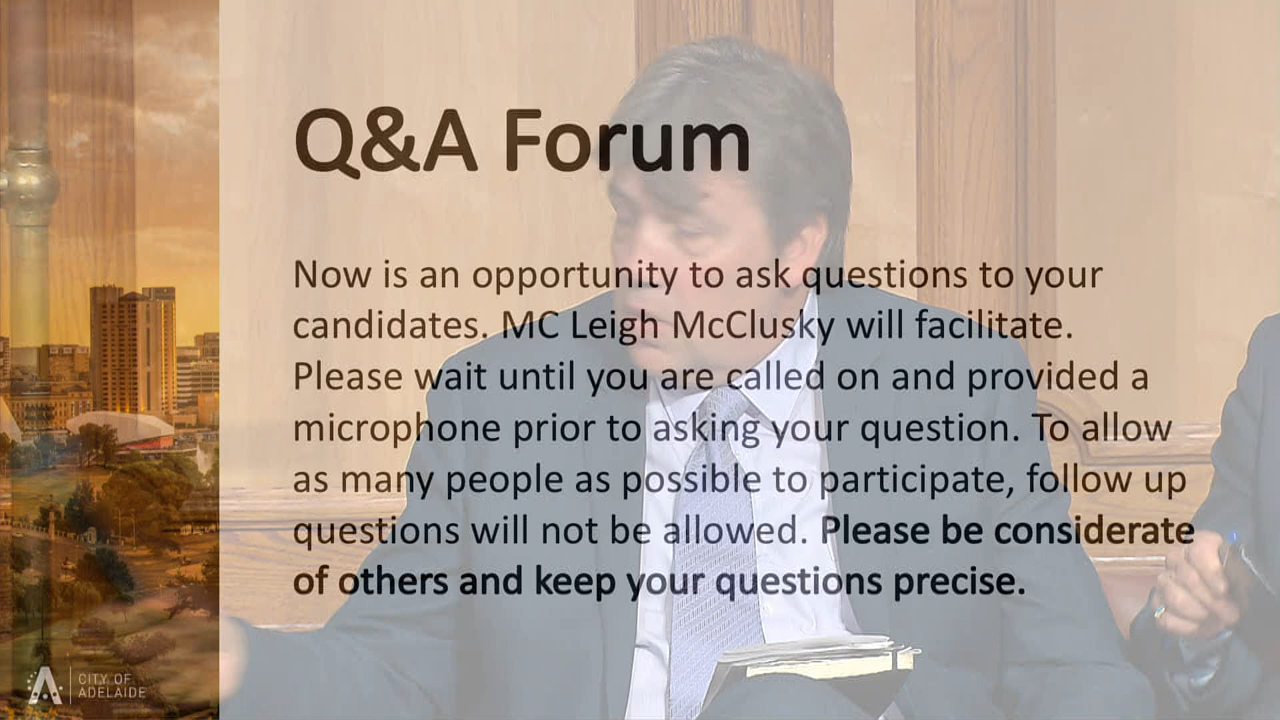 Q&A Forum
Now is an opportunity to ask questions to your
candidates. MC Leigh McClusky will facilitate.
Please wait until you are called on and provided a
microphone prior to asking your question. To allow
as many people as possible to participate, follow up
questions will not be allowed. Please be considerate
of others and keep your questions precise.
CITY OF
ADELAIDE